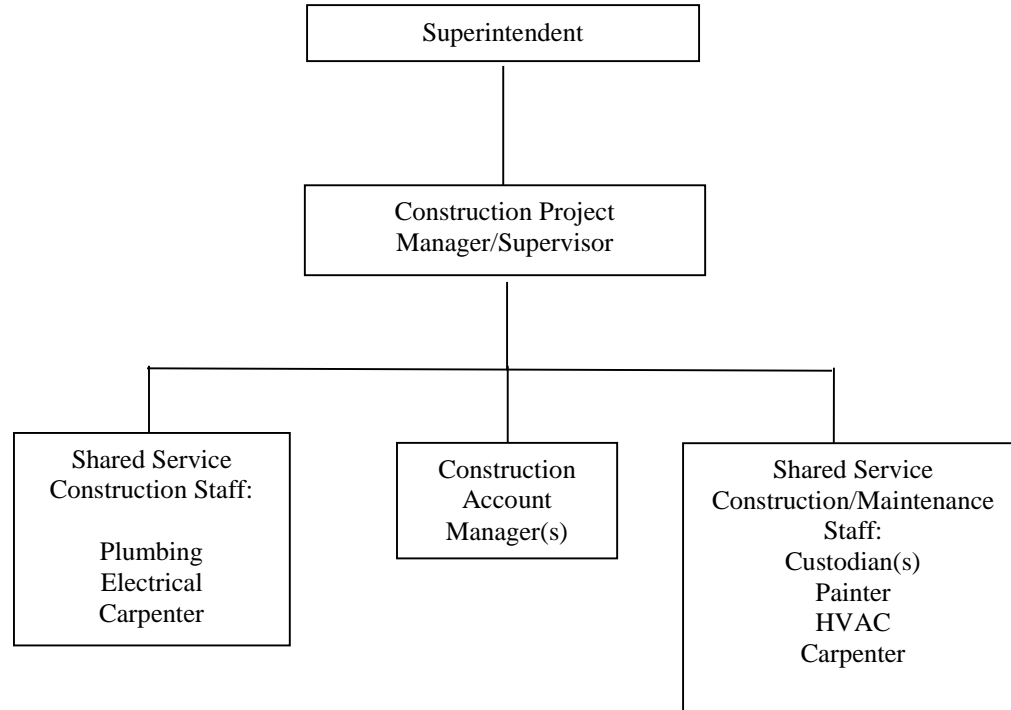 Superintendent
Construction Project
Manager/Supervisor
Shared Service
Construction Staff:
Plumbing
Electrical
Carpenter
Construction
Account
Manager(s)
Shared Service
Construction/Maintenance
Staff:
Custodian(s)
Painter
HVAC
Carpenter